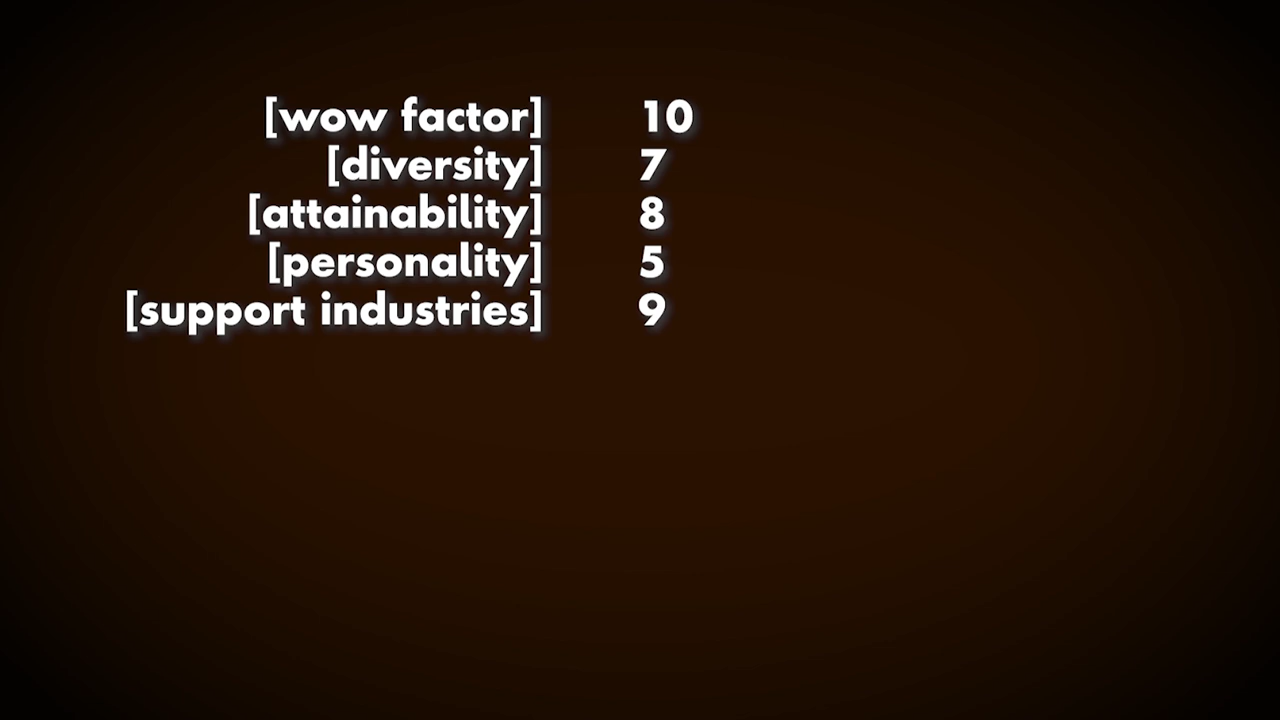 [wow factor] 10
[diversity] 7
[attainability] 8
[personality] 5
[support industries] 9